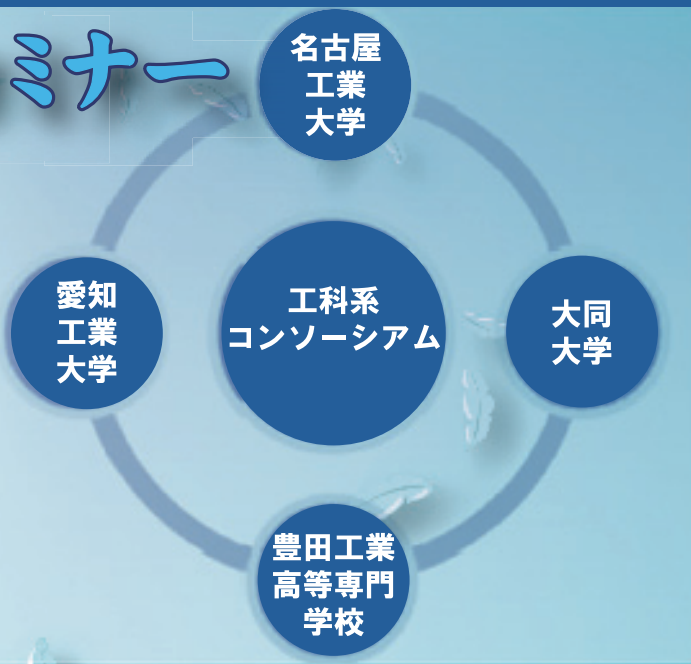 ミナー
名古屋
工業
大学
愛知
工業
大学
工科系
コンソーシアム
大同
大学
豊田工業
高等専門
学校